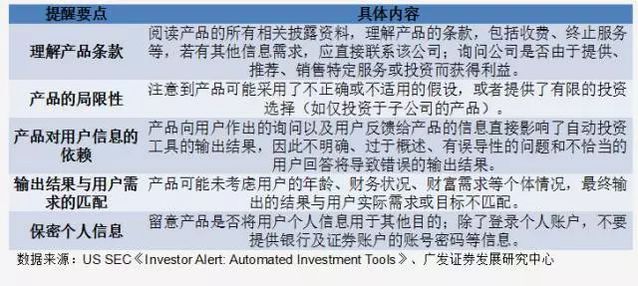 提醒要点 具体内容
阅读产品的所有相关披露资料，理解产品的条款，包括收费、终止服务
理解产品条款 等，若有其他信息需求，应直接联系该公司；询问公司是否由于提供、
推荐、销售特定服务或投资而获得利益。
产品的局限性 注意到产品可能采用了不正确或不适用的假设，或者提供了有限的投资
选择（如仅投资于子公司的产品）。
产品对用户信息的 产品向用户作出的询问以及用户反馈给产品的信息直接影响了自动投资
依赖 工具的输出结果，因此不明确、过于概述、有误导性的问题和不恰当的
用户回答将导致错误的输出结果。
输出结果与用户需 产品可能未考虑用户的年龄、财务状况、财富需求等个体情况，最终输
求的匹配 出的结果与用户实际需求或目标不匹配。
保密个人信息 留意产品是否将用户个人信息用于其他目的；除了登录个人账户，不要
提供银行及证券账户的账号密码等信息。
数据来源：US SEC《Investor Alert: Automated Investment Tools》、广发证券发展研究中心